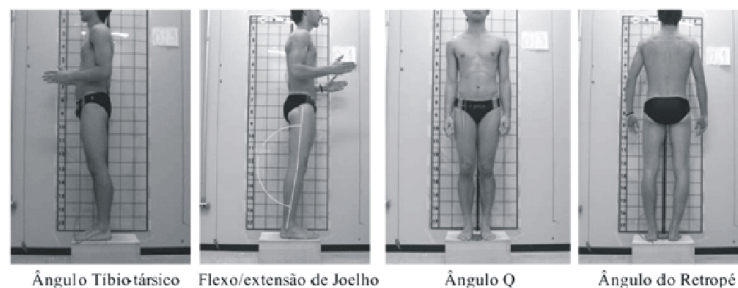 Ângulo Tíbio-társico
Flexo/extensão de Joelho
Ângulo Q
Ângulo do Retropé